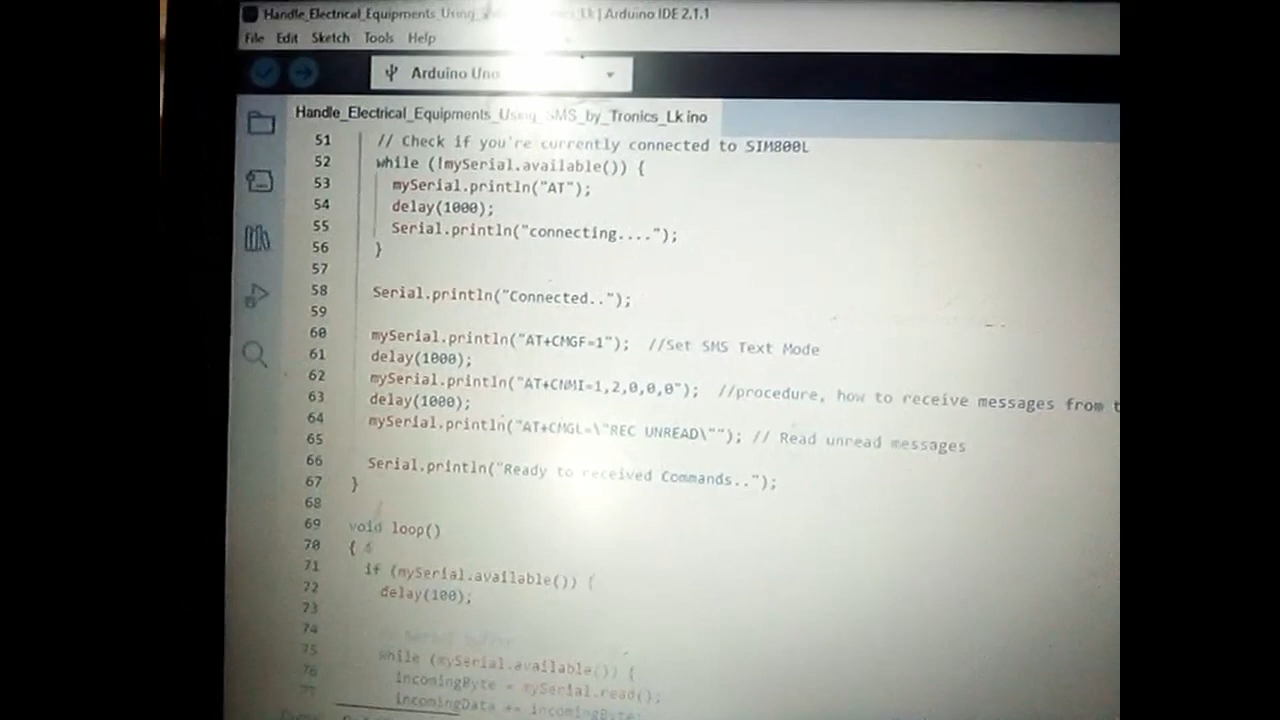 Handle_Electrical_Equipments_Using_ Lk | Arduino IDE 2.1.1
File Edit Sketch Tools Help
Arduino Uno
Handle_Electrical_Equipments_Using_SMS_by_Tronics_Lk.ino
51 // Check if you're currently connected to SIM800L
52 while (!mySerial.available()) {
53 mySerial.println("AT");
54 delay(1000);
55 Serial.println("connecting....");
56 }
57
58 Serial.println("Connected..");
59
60 mySerial.println("AT+CMGF=1"); //Set SMS Text Mode
61 delay(1000);
62 mySerial.println("AT+CNMI=1,2,0,0,0"); //procedure, how to receive messages from t
63 delay(1000);
64 mySerial.println("AT+CMGL=\"REC UNREAD\""); // Read unread messages
65
66 Serial.println("Ready to received Commands..");
67 }
68
69 void loop()
70 {
71 if (mySerial.available()) {
72 delay(100);
73
74 // Serial buffer
75 while (mySerial.available()) {
76 incomingByte = mySerial.read();
77 incomingData += incomingByte;